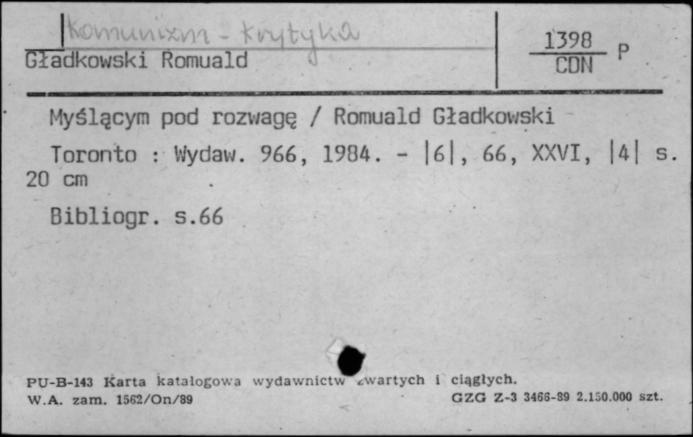 Komunizm - krytyka
1398 P
CDN
Gładkowski Romuald
Myślącym pod rozwagę / Romuald Gładkowski
Toronto : Wydaw. 966, 1984. - |6|, 66, XXVI, |4| s.
20 cm
Bibliogr. s.66
PU-B-143 Karta katalogowa wydawnictw zwartych i ciągłych.
W.A. zam. 1562/On/89 GZG Z-3 3466-89 2.150.000 szt.